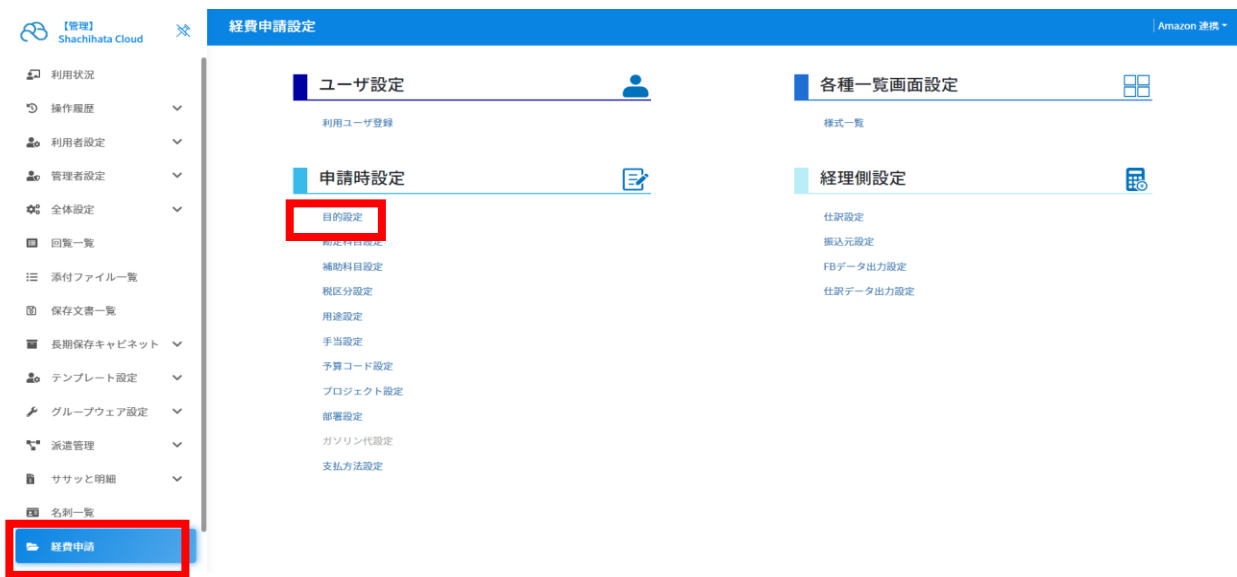 【管理】
Shachihata Cloud
利用状況
操作履歴
利用者設定
管理者設定
全体設定
回覧一覧
添付ファイル一覧
保存文書一覧
長期保存キャビネット
テンプレート設定
グループウェア設定
派遣管理
ササッと明細
名刺一覧
経費申請
経費申請設定
Amazon 連携
ユーザ設定
利用ユーザ登録
各種一覧画面設定
様式一覧
申請時設定
目的設定
勘定科目設定
補助科目設定
税区分設定
用途設定
手当設定
予算コード設定
プロジェクト設定
部署設定
ガソリン代設定
支払方法設定
経理側設定
仕訳設定
振込元設定
FBデータ出力設定
仕訳データ出力設定